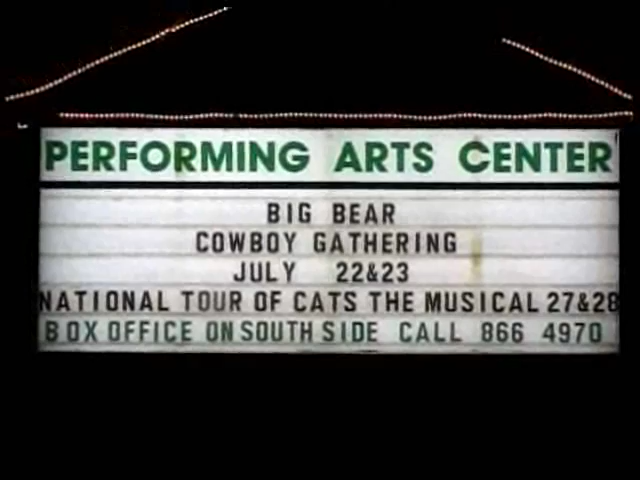 PERFORMING ARTS CENTER
BIG BEAR
COWBOY GATHERING
JULY 22&23
NATIONAL TOUR OF CATS THE MUSICAL 27&28
BOX OFFICE ON SOUTH SIDE CALL 866 4970